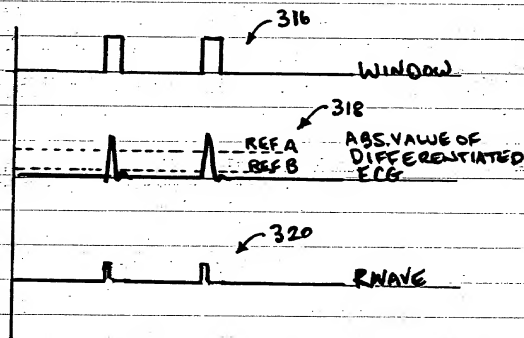 316
WINDOW
318
REF A
ABS. VALUE OF
DIFFERENTIATED
REF B
ECG
320
RWAVE